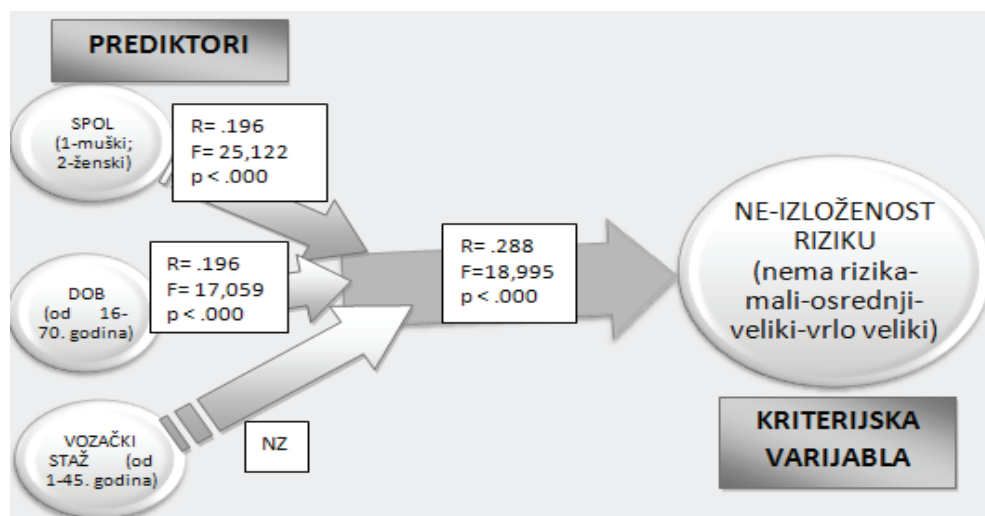 PREDIKTORI
SPOL
(1-muški;
2-ženski)
R= .196
F= 25,122
p < .000
DOB
(od 16-
70. godina)
R= .196
F= 17,059
p < .000
VOZAČKI
STAŽ (od
1-45. godina)
NZ
R= .288
F=18,995
p < .000
NE-IZLOŽENOST
RIZIKU
(nema rizika-
mali-osrednji-
veliki-vrlo veliki)
KRITERIJSKA
VARIJABLA